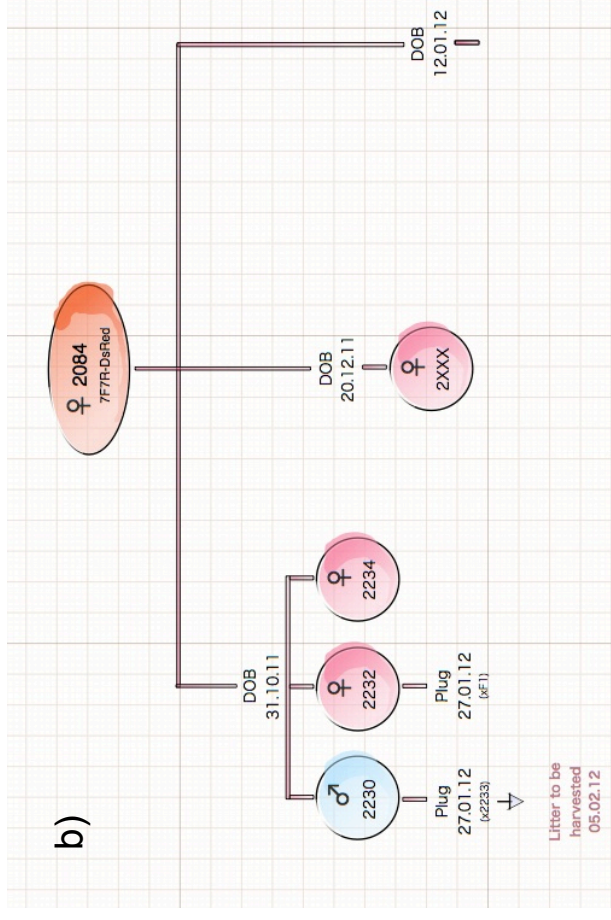 b)
♀ 2084
7F7R-DsRed
DOB
31.10.11
DOB
20.12.11
DOB
12.01.12
♂
2230
♀
2232
♀
2234
♀
2XXX
Plug
27.01.12
(x2233)
Plug
27.01.12
(xF1)
Litter to be
harvested
05.02.12